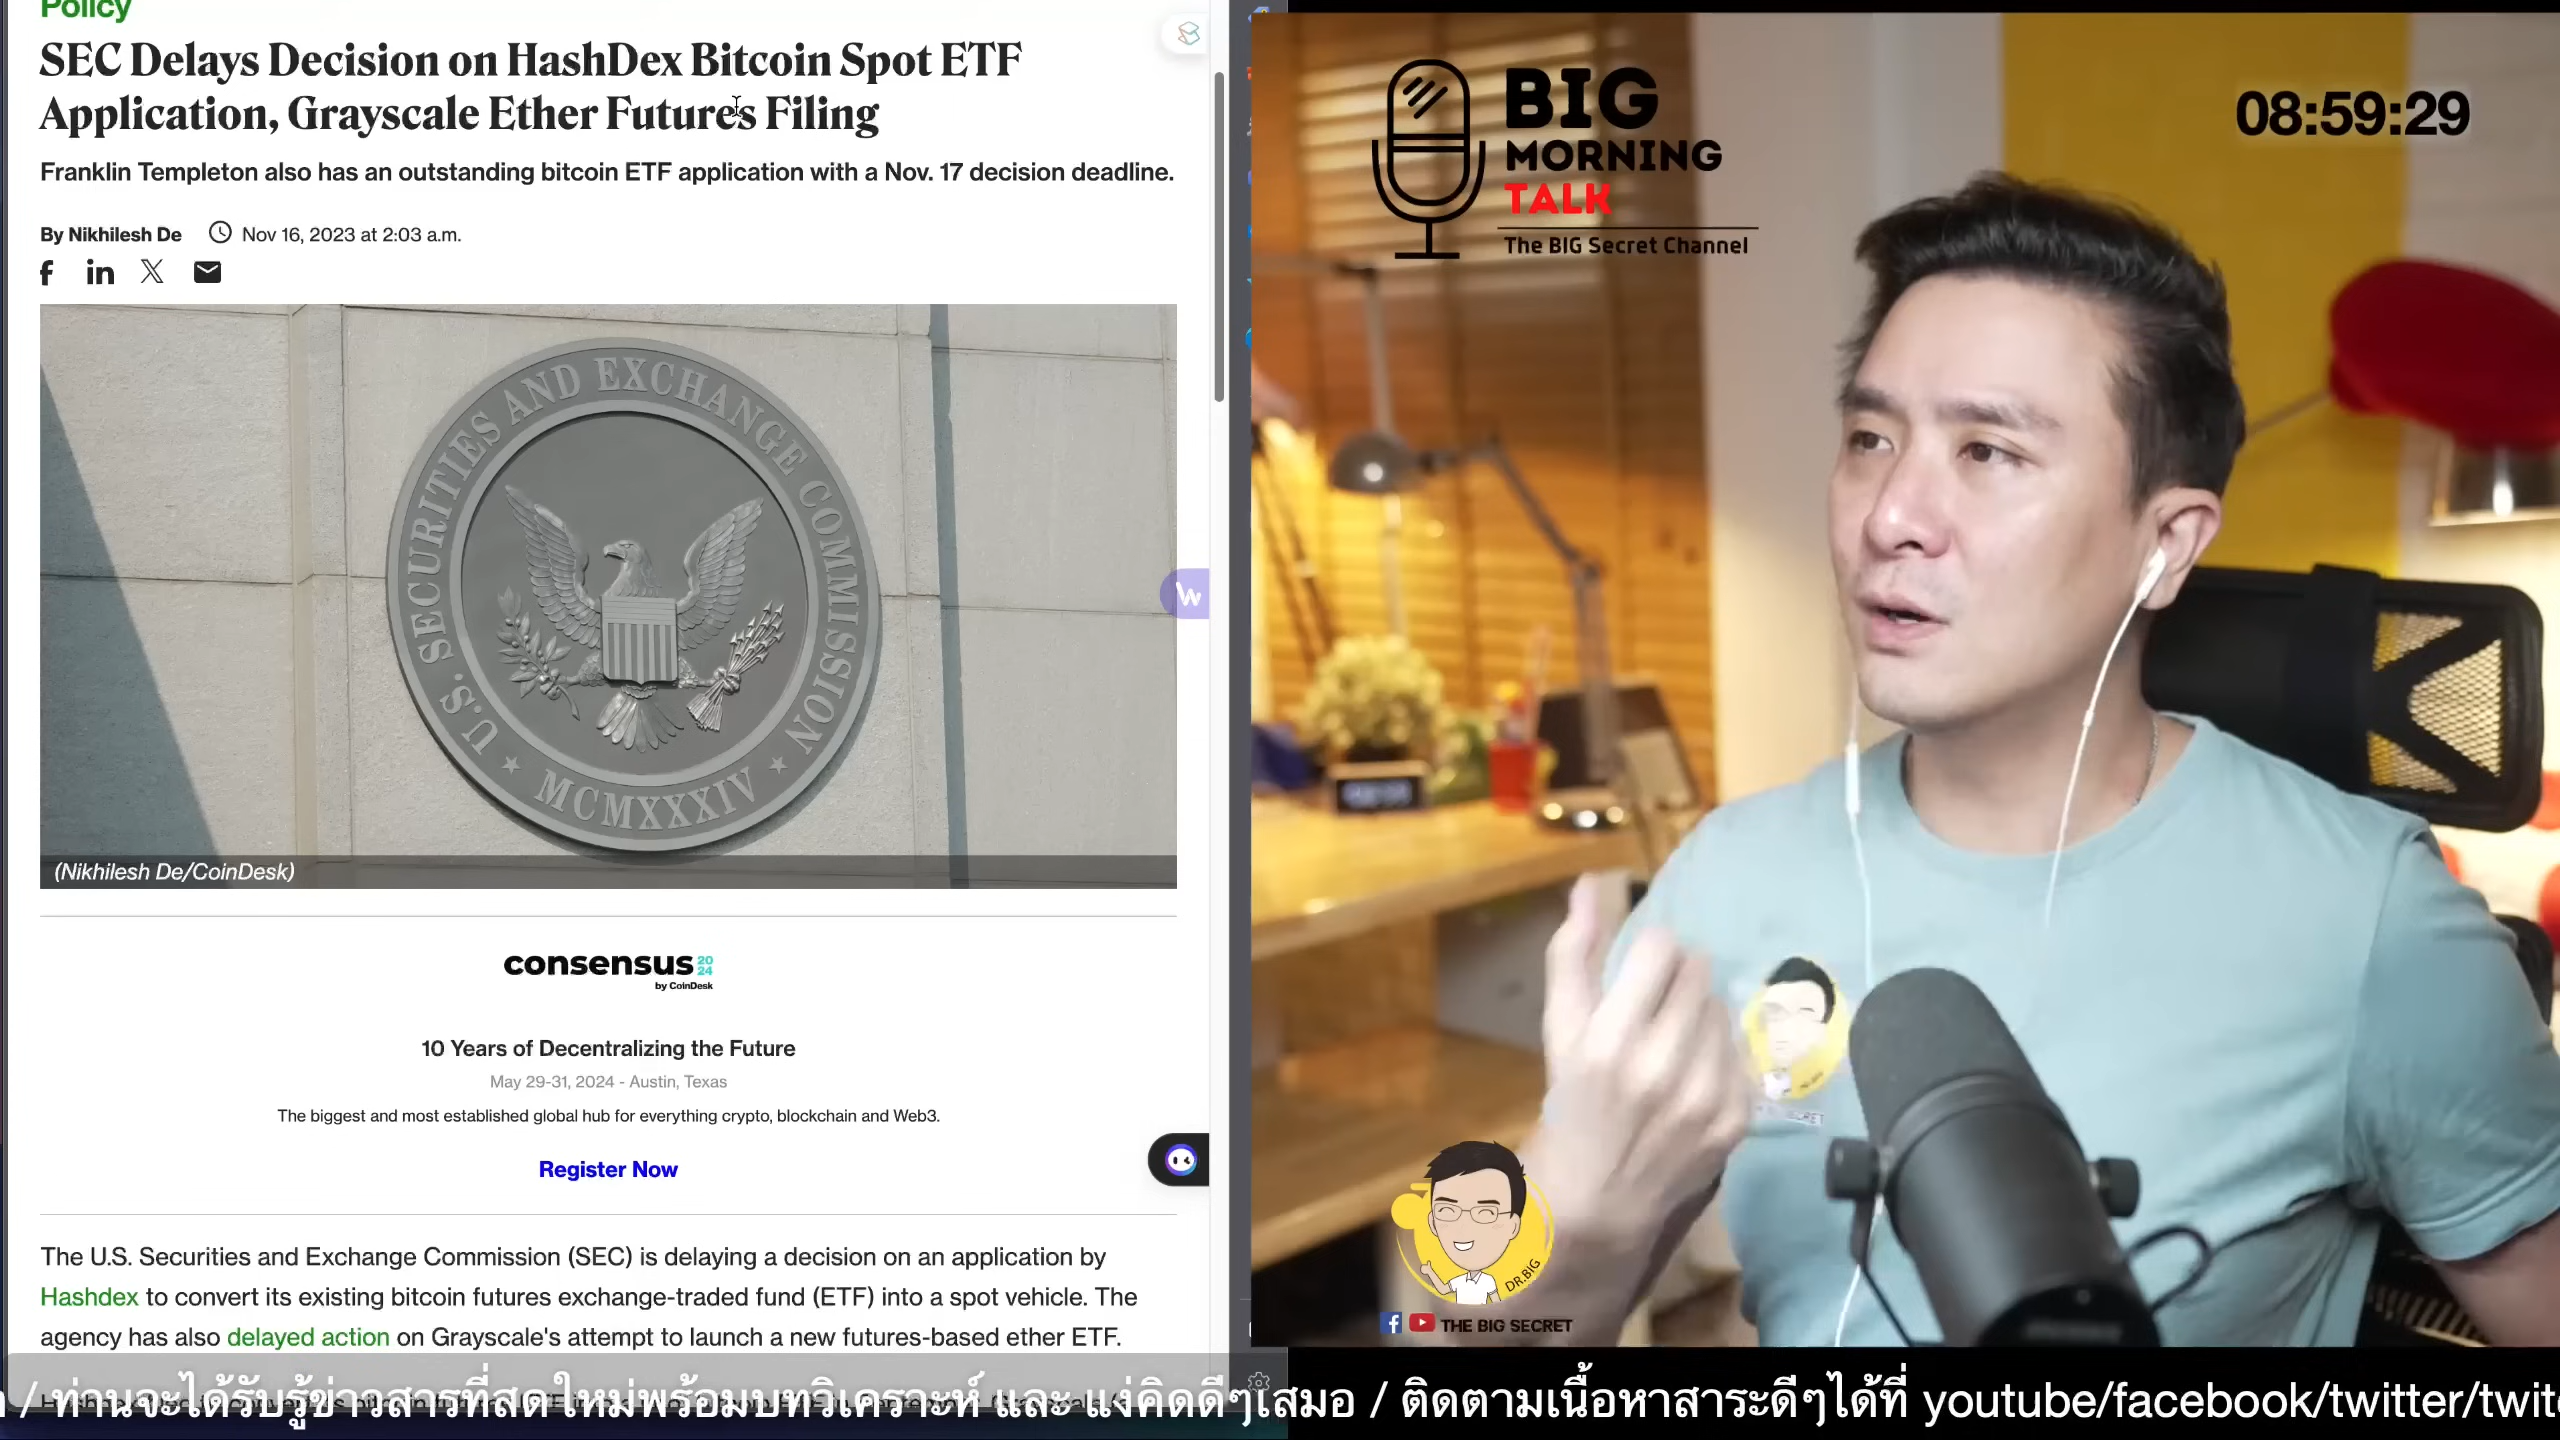 Policy
SEC Delays Decision on HashDex Bitcoin Spot ETF
Application, Grayscale Ether Futures Filing
Franklin Templeton also has an outstanding bitcoin ETF application with a Nov. 17 decision deadline.
By Nikhilesh De Nov 16, 2023 at 2:03 a.m.
U.S. SECURITIES AND EXCHANGE COMMISSION
MCMXXXIV
(Nikhilesh De/CoinDesk)
consensus 2024
by CoinDesk
10 Years of Decentralizing the Future
May 29-31, 2024 - Austin, Texas
The biggest and most established global hub for everything crypto, blockchain and Web3.
Register Now
The U.S. Securities and Exchange Commission (SEC) is delaying a decision on an application by
Hashdex to convert its existing bitcoin futures exchange-traded fund (ETF) into a spot vehicle. The
agency has also delayed action on Grayscale's attempt to launch a new futures-based ether ETF.
BIG
MORNING
TALK
The BIG Secret Channel
08:59:29
DR.BIG
THE BIG SECRET
/ ท่านจะได้รับรู้ข่าวสารที่สดใหม่พร้อมบทวิเคราะห์ และ แง่คิดดีๆเสมอ / ติดตามเนื้อหาสาระดีๆได้ที่ youtube/facebook/twitter/twit